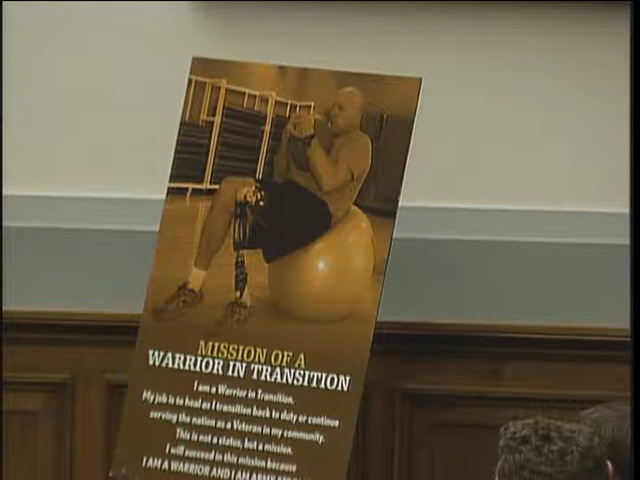 MISSION OF A
WARRIOR IN TRANSITION
I am a Warrior in Transition.
My job is to heal as I transition back to duty or continue
serving the nation as a Veteran in my community.
This is not a status, but a mission.
I will succeed in this mission because
I AM A WARRIOR AND I AM ARMY